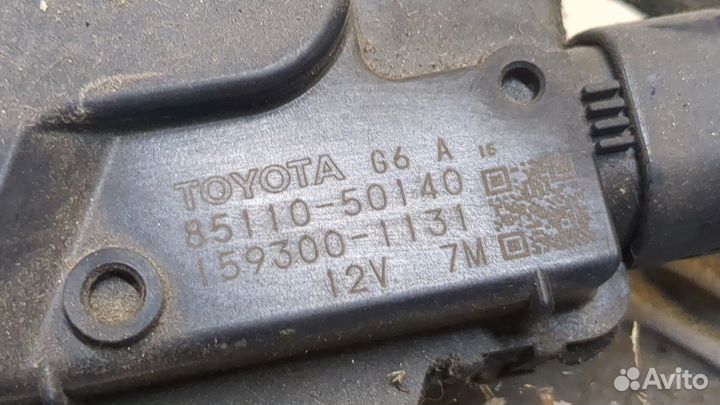 TOYOTA G6 A 16
85110-50140
159300-1131
12V 7M
Avito